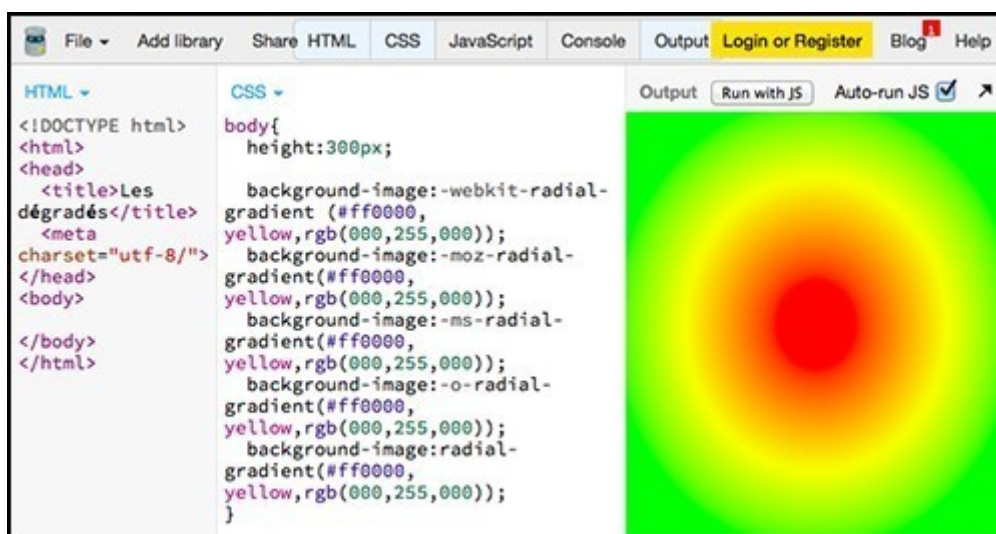 File Add library Share HTML CSS JavaScript Console Output Login or Register Blog 1 Help
HTML
<!DOCTYPE html>
<html>
<head>
<title>Les
dégradés</title>
<meta
charset="utf-8/">
</head>
<body>
</body>
</html>
CSS
body{
height:300px;
background-image:-webkit-radial-
gradient (#ff0000,
yellow,rgb(000,255,000));
background-image:-moz-radial-
gradient(#ff0000,
yellow,rgb(000,255,000));
background-image:-ms-radial-
gradient(#ff0000,
yellow,rgb(000,255,000));
background-image:-o-radial-
gradient(#ff0000,
yellow,rgb(000,255,000));
background-image:radial-
gradient(#ff0000,
yellow,rgb(000,255,000));
}
Output Run with JS Auto-run JS